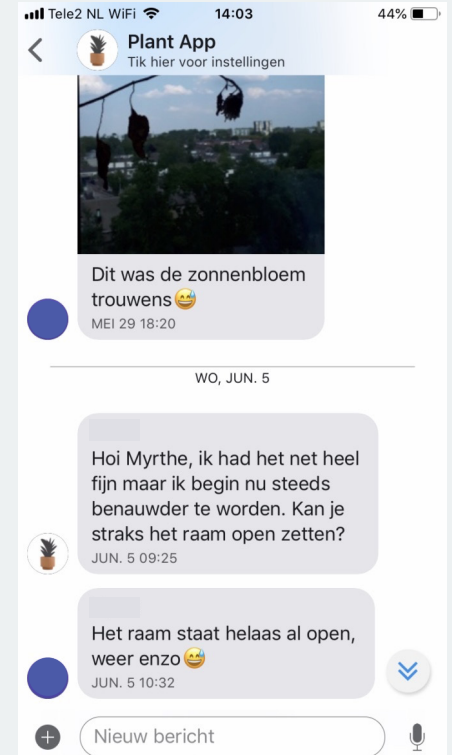 Tele2 NL WiFi 14:03 44%
Plant App
Tik hier voor instellingen
Dit was de zonnenbloem
trouwens😅
MEI 29 18:20
WO, JUN. 5
Hoi Myrthe, ik had het net heel
fijn maar ik begin nu steeds
benauwder te worden. Kan je
straks het raam open zetten?
JUN. 5 09:25
Het raam staat helaas al open,
weer enzo😅
JUN. 5 10:32
Nieuw bericht